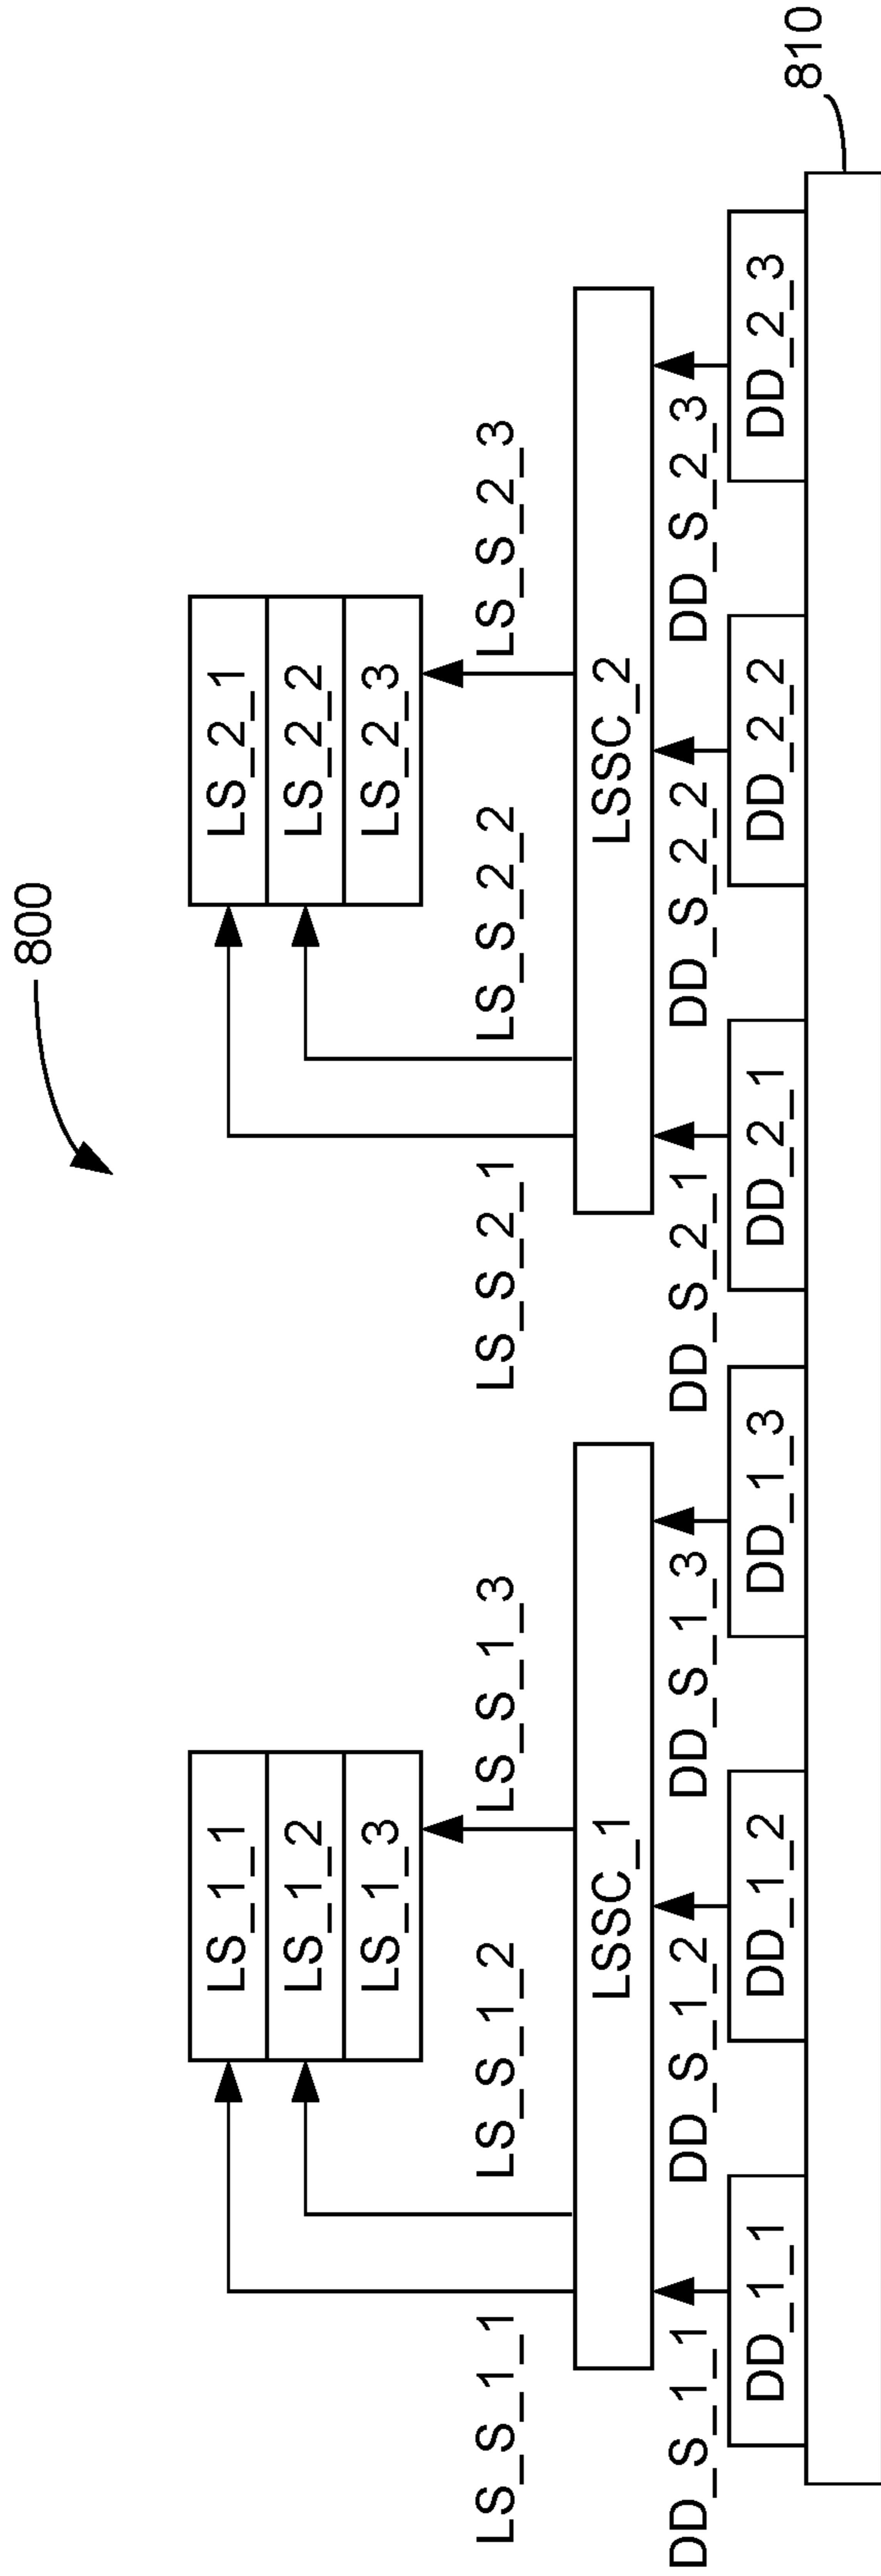 800
LS_1_1
LS_1_2
LS_1_3
LS_2_1
LS_2_2
LS_2_3
LS_S_1_1
LS_S_1_2
LS_S_1_3
LS_S_2_1
LS_S_2_2
LS_S_2_3
LSSC_1
LSSC_2
DD_S_1_1
DD_S_1_2
DD_S_1_3
DD_S_2_1
DD_S_2_2
DD_S_2_3
DD_1_1
DD_1_2
DD_1_3
DD_2_1
DD_2_2
DD_2_3
810